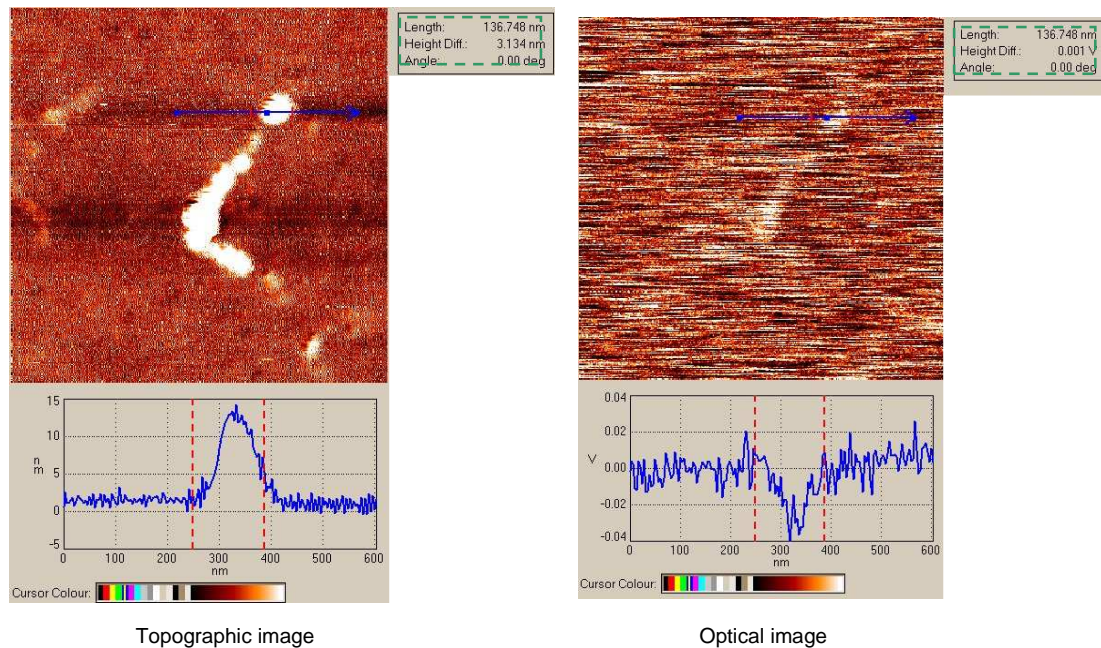 Length: 136.748 nm
Height Diff.: 3.134 nm
Angle: 0.00 deg
Length: 136.748 nm
Height Diff.: 0.001 V
Angle: 0.00 deg
15
10
5
0
-5
nm
0 100 200 300 400 500 600
nm
Cursor Colour:
0.04
0.02
0.00
-0.02
-0.04
V
0 100 200 300 400 500 600
nm
Cursor Colour:
Topographic image
Optical image